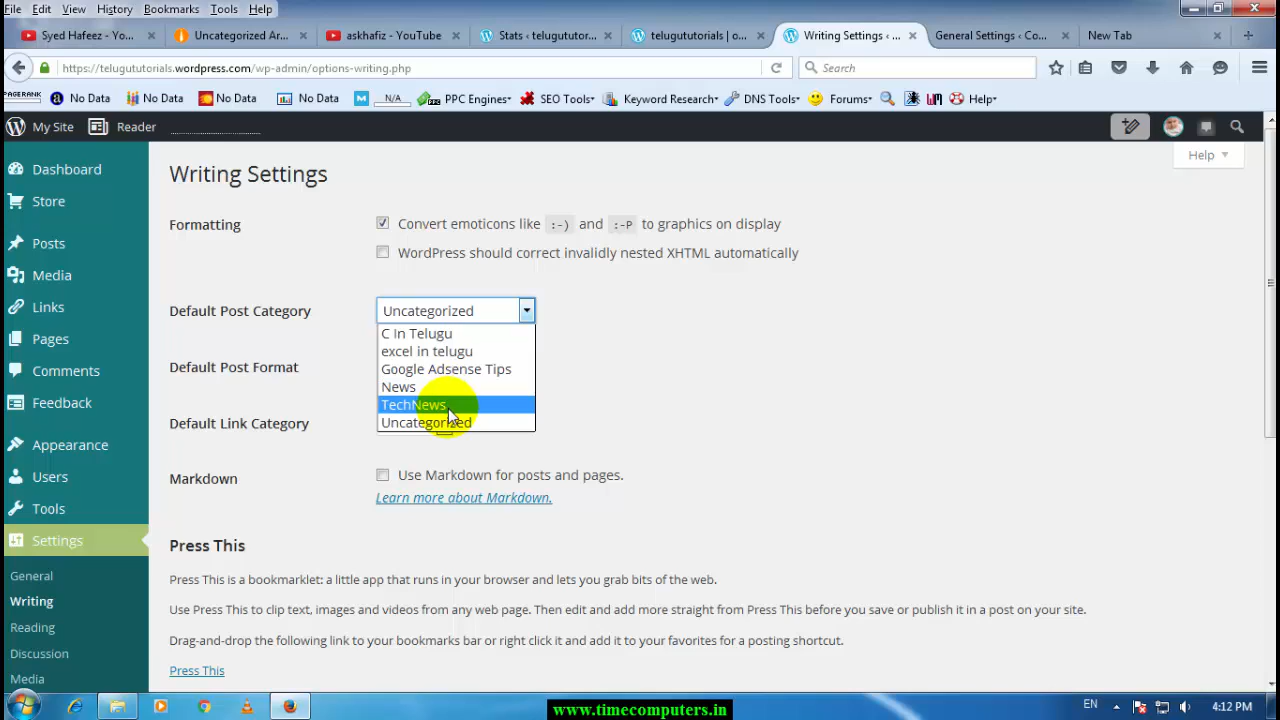 File Edit View History Bookmarks Tools Help
Syed Hafeez - Yo... Uncategorized Ar... askhafiz - YouTube Stats ‹ telugututor... telugututorials | o... Writing Settings ‹ ... General Settings ‹ Co... New Tab
https://telugututorials.wordpress.com/wp-admin/options-writing.php Search
PAGERANK No Data No Data No Data No Data N/A PPC Engines SEO Tools Keyword Research DNS Tools Forums Help
My Site Reader
Help
Dashboard
Store
Posts
Media
Links
Pages
Comments
Feedback
Appearance
Users
Tools
Settings
General
Writing
Reading
Discussion
Media
Writing Settings
Formatting Convert emoticons like :-) and :-P to graphics on display
WordPress should correct invalidly nested XHTML automatically
Default Post Category Uncategorized
C In Telugu
excel in telugu
Google Adsense Tips
News
TechNews
Uncategorized
Default Post Format
Default Link Category
Markdown Use Markdown for posts and pages.
Learn more about Markdown.
Press This
Press This is a bookmarklet: a little app that runs in your browser and lets you grab bits of the web.
Use Press This to clip text, images and videos from any web page. Then edit and add more straight from Press This before you save or publish it in a post on your site.
Drag-and-drop the following link to your bookmarks bar or right click it and add it to your favorites for a posting shortcut.
Press This
www.timecomputers.in
EN 4:12 PM